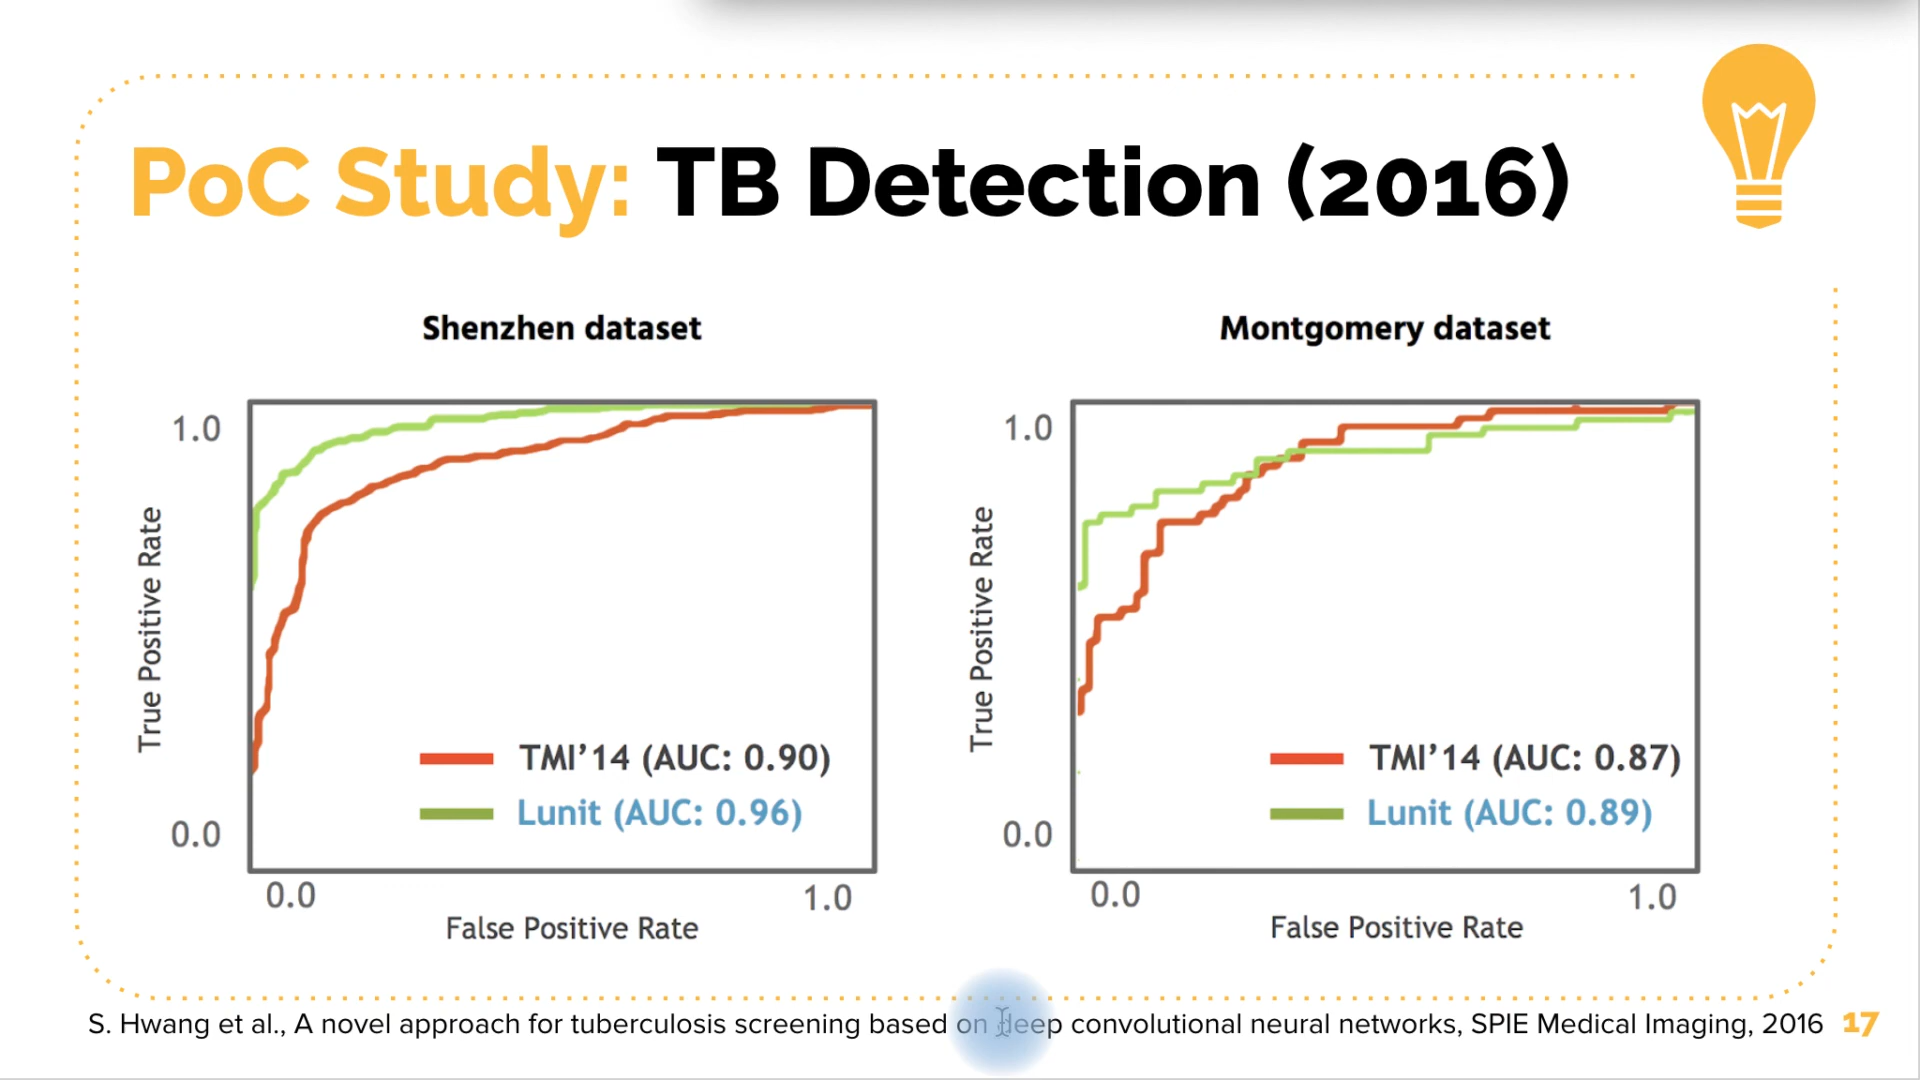 PoC Study: TB Detection (2016)
Shenzhen dataset
1.0
True Positive Rate
TMI’14 (AUC: 0.90)
Lunit (AUC: 0.96)
0.0
0.0
1.0
False Positive Rate
Montgomery dataset
1.0
True Positive Rate
TMI’14 (AUC: 0.87)
Lunit (AUC: 0.89)
0.0
0.0
1.0
False Positive Rate
S. Hwang et al., A novel approach for tuberculosis screening based on deep convolutional neural networks, SPIE Medical Imaging, 2016
17